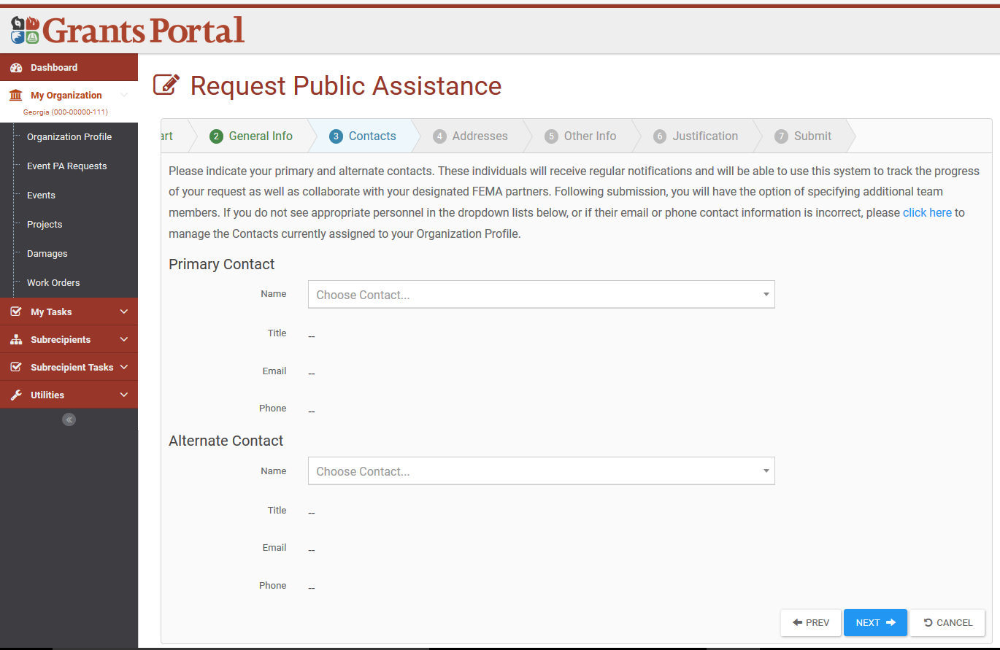 Grants Portal
Dashboard
My Organization
Georgia (000-00000-111)
Organization Profile
Event PA Requests
Events
Projects
Damages
Work Orders
My Tasks
Subrecipients
Subrecipient Tasks
Utilities
Request Public Assistance
art
2 General Info
3 Contacts
4 Addresses
5 Other Info
6 Justification
7 Submit
Please indicate your primary and alternate contacts. These individuals will receive regular notifications and will be able to use this system to track the progress
of your request as well as collaborate with your designated FEMA partners. Following submission, you will have the option of specifying additional team
members. If you do not see appropriate personnel in the dropdown lists below, or if their email or phone contact information is incorrect, please click here to
manage the Contacts currently assigned to your Organization Profile.
Primary Contact
Name Choose Contact...
Title --
Email --
Phone --
Alternate Contact
Name Choose Contact...
Title --
Email --
Phone --
PREV
NEXT
CANCEL